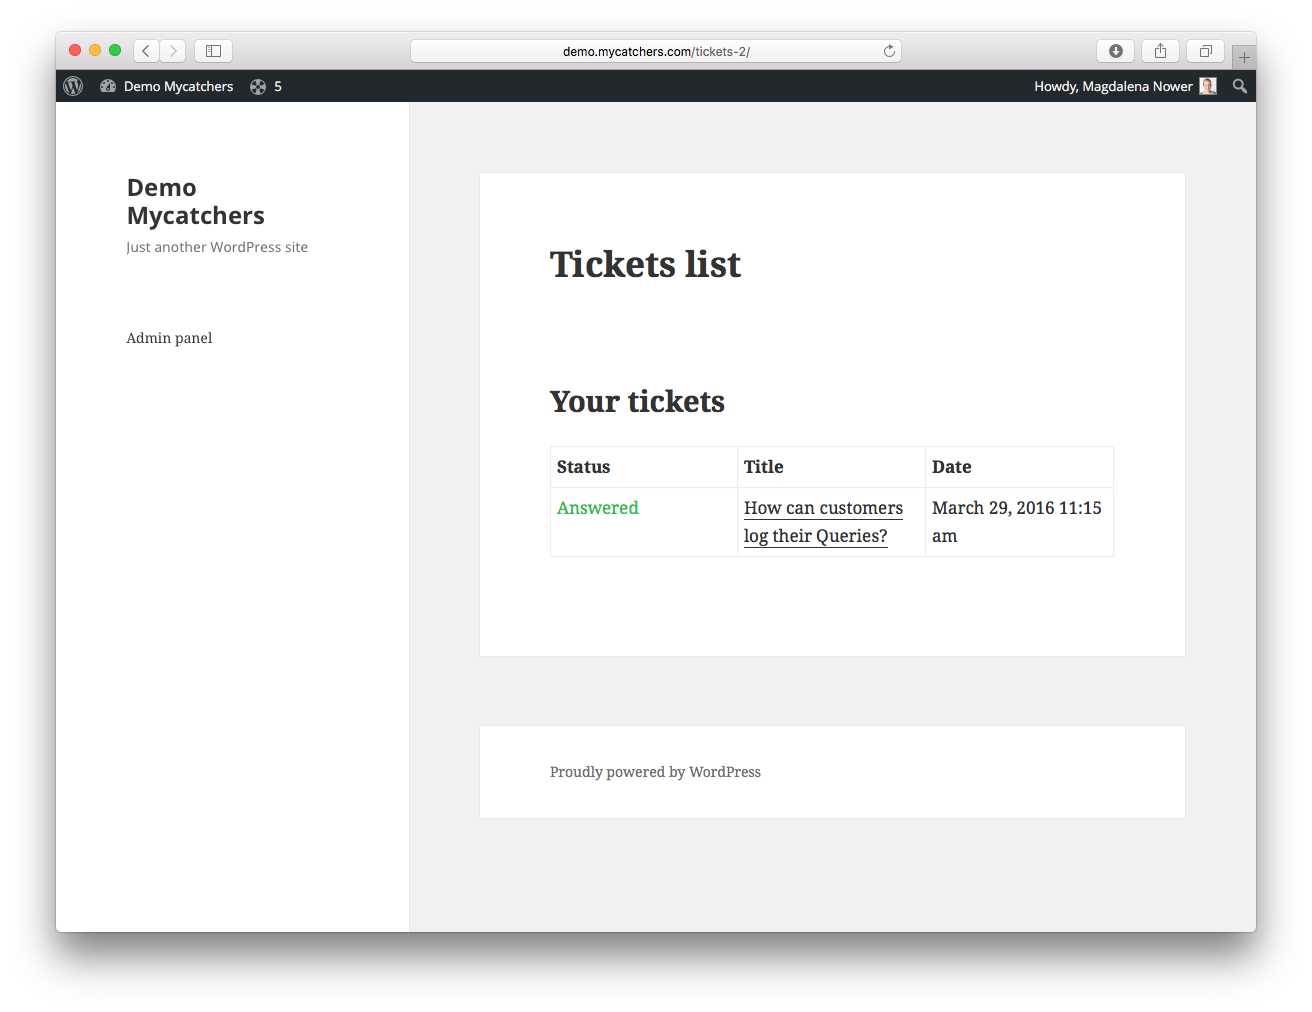 demo.mycatchers.com/tickets-2/
Demo Mycatchers 5 Howdy, Magdalena Nower
Demo
Mycatchers
Just another WordPress site
Admin panel
Tickets list
Your tickets
Status Title Date
Answered How can customers March 29, 2016 11:15
log their Queries? am
Proudly powered by WordPress